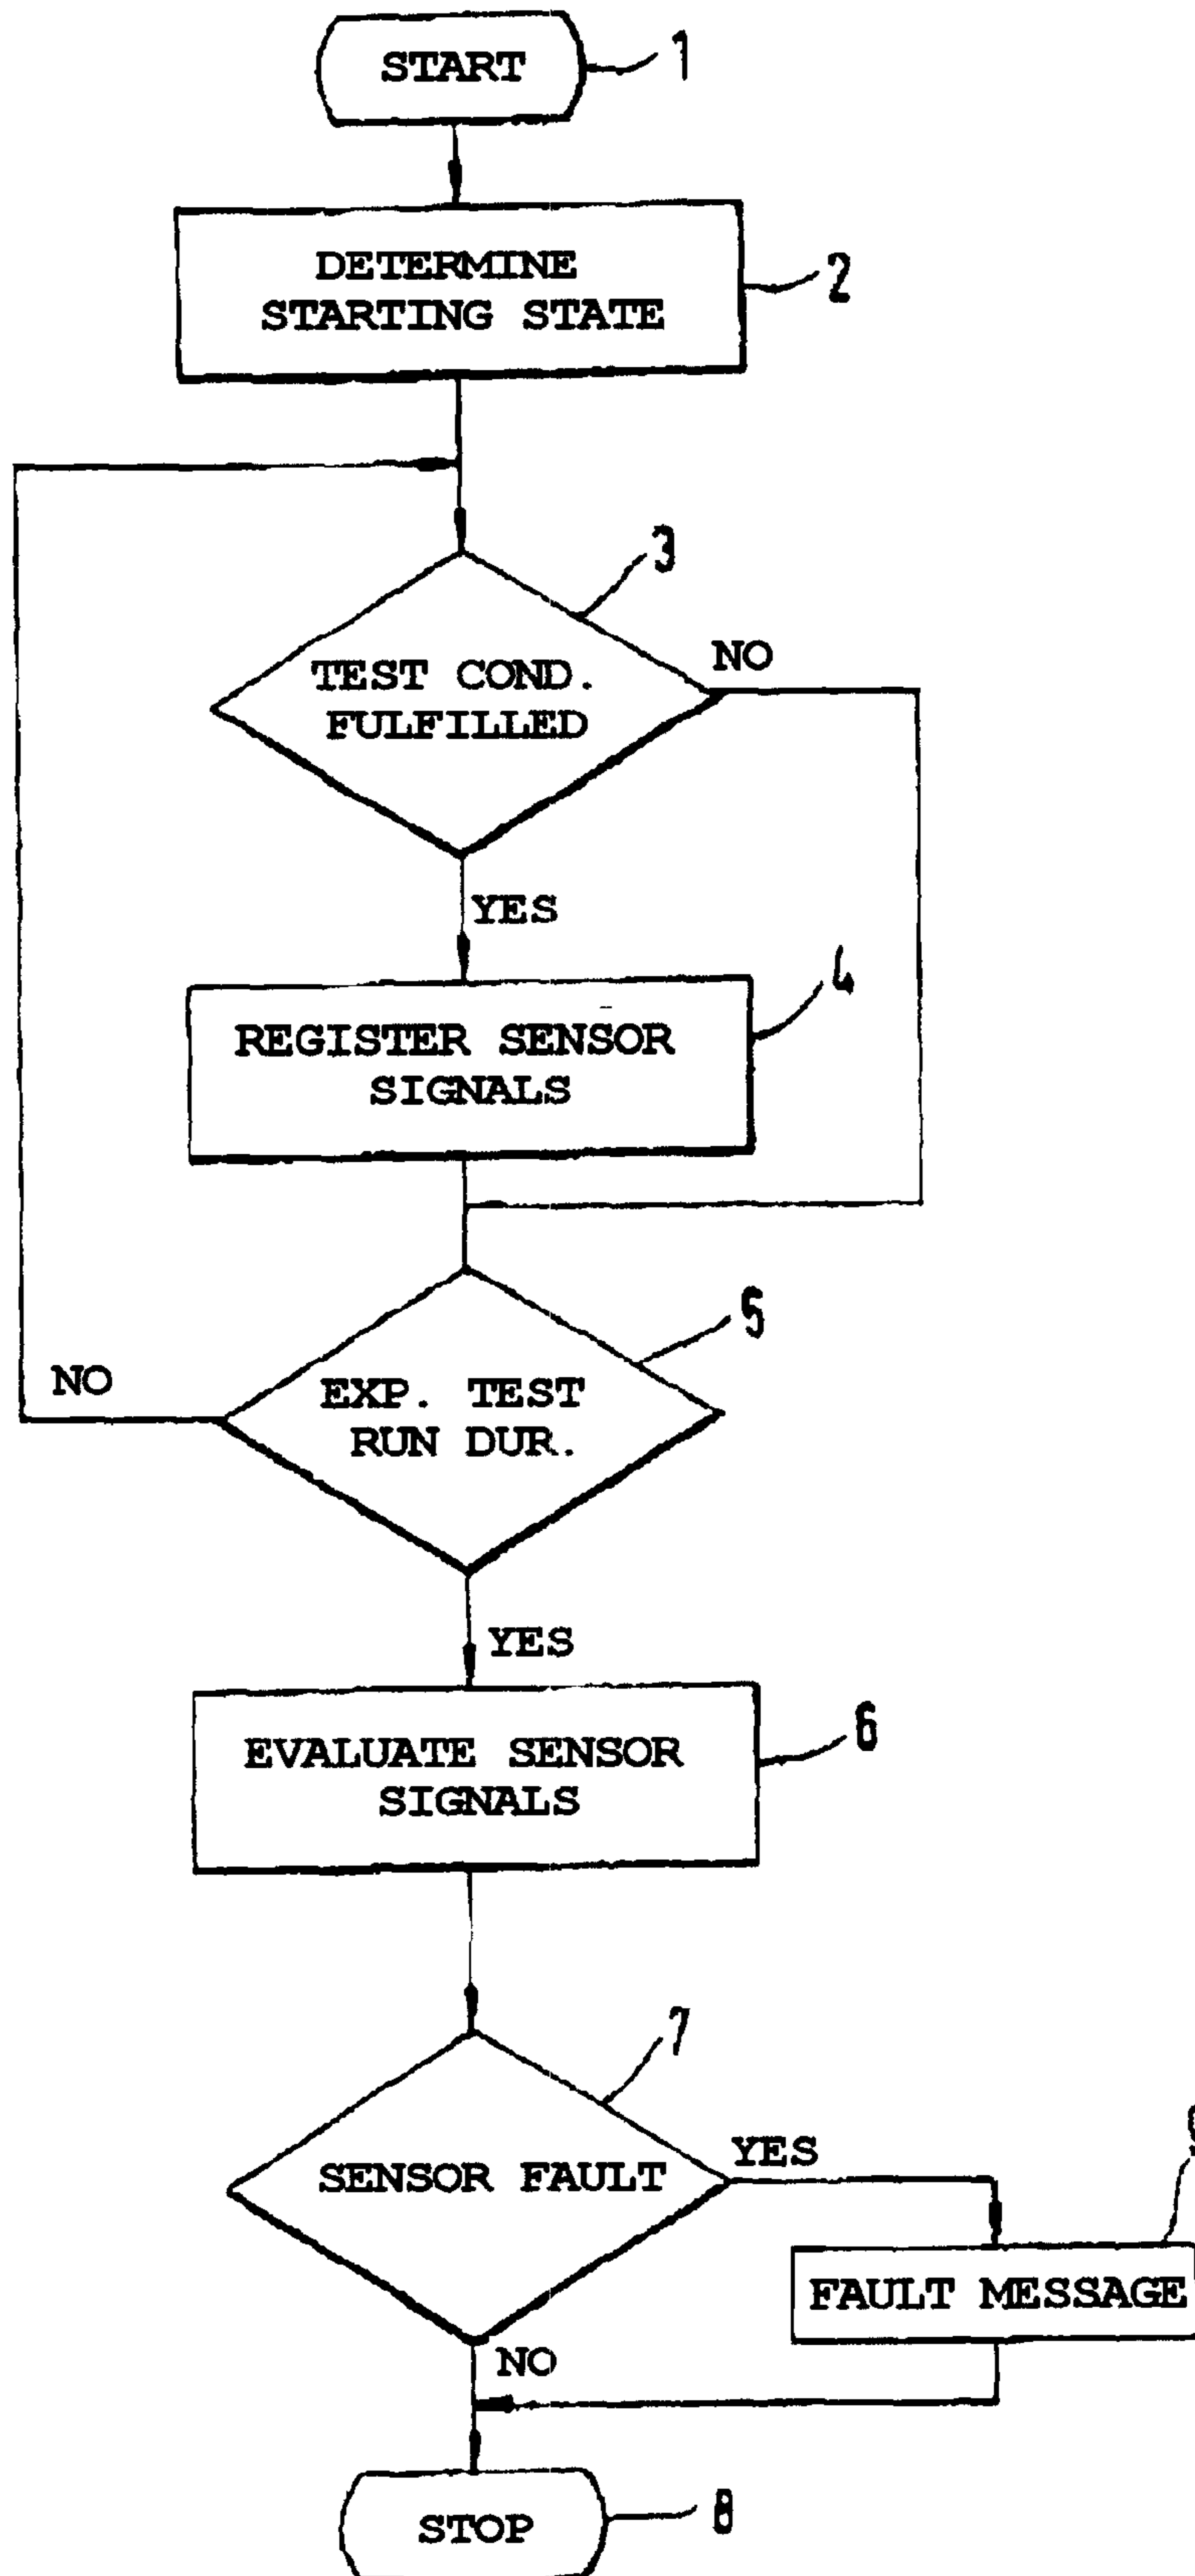 START
1
DETERMINE
STARTING STATE
2
3
TEST COND.
FULFILLED
NO
YES
4
REGISTER SENSOR
SIGNALS
5
NO
EXP. TEST
RUN DUR.
YES
EVALUATE SENSOR
SIGNALS
6
7
SENSOR FAULT
YES
9
FAULT MESSAGE
NO
STOP
8